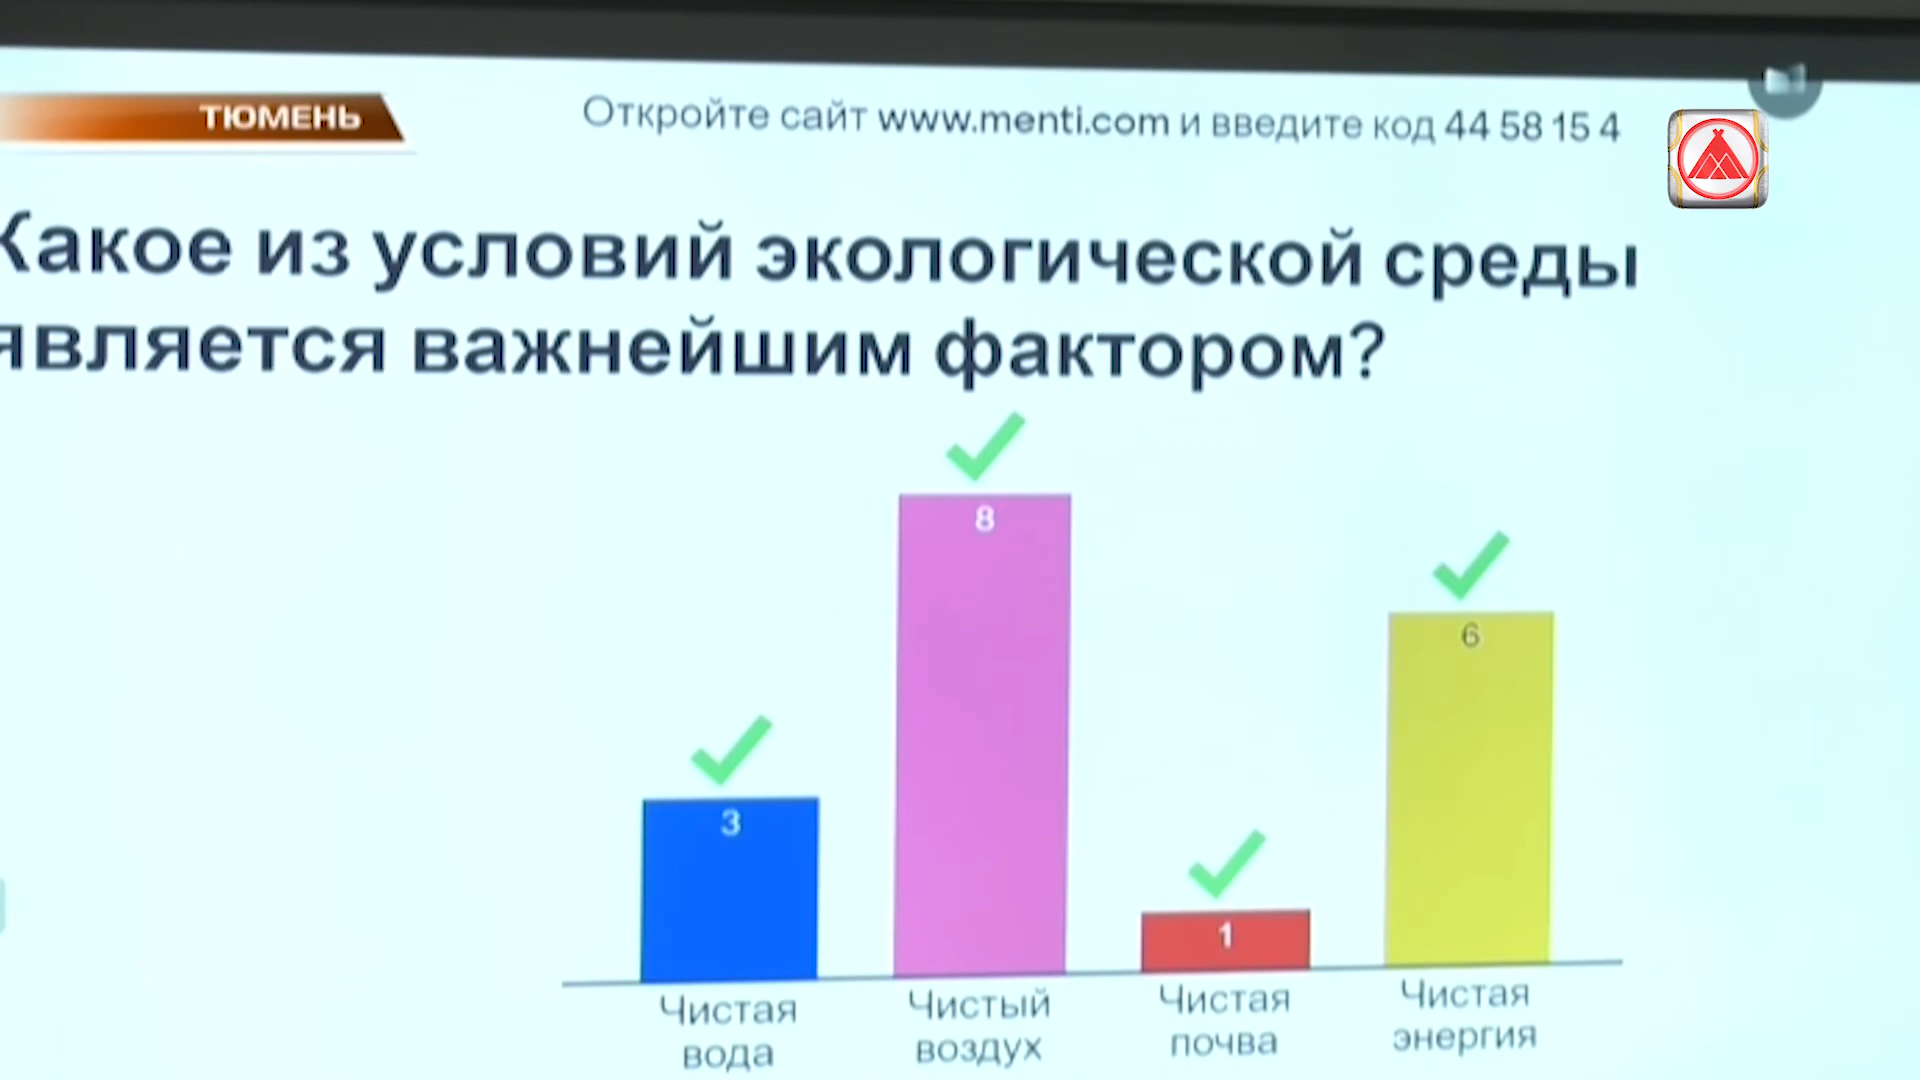 ТЮМЕНЬ
Откройте сайт www.menti.com и введите код 44 58 15 4
Какое из условий экологической среды
является важнейшим фактором?
8
6
3
1
Чистая вода
Чистый воздух
Чистая почва
Чистая энергия